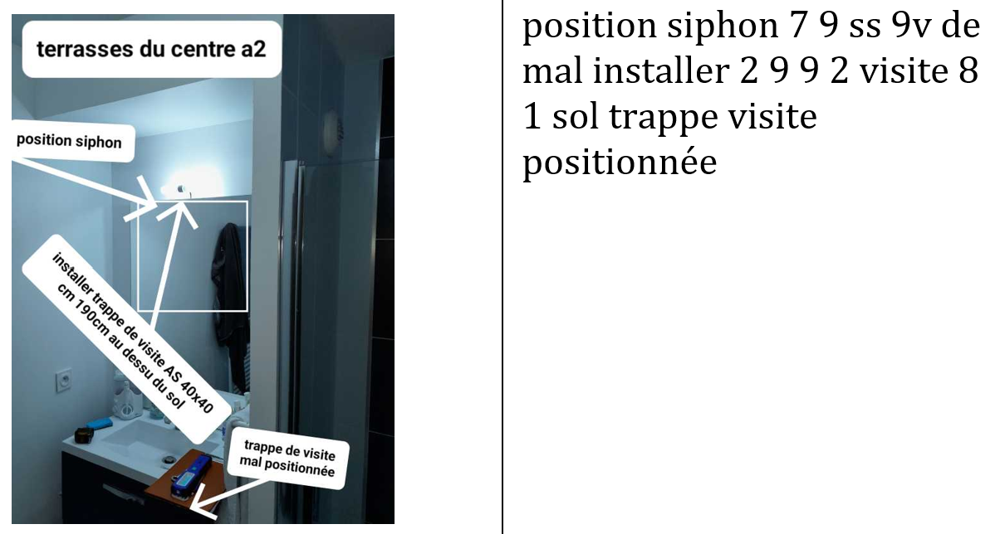 terrasses du centre a2
position siphon
installer trappe de visite AS 40x40
cm 190cm au dessu du sol
trappe de visite
mal positionnée
position siphon 7 9 ss 9v de
mal installer 2 9 9 2 visite 8
1 sol trappe visite
positionnée